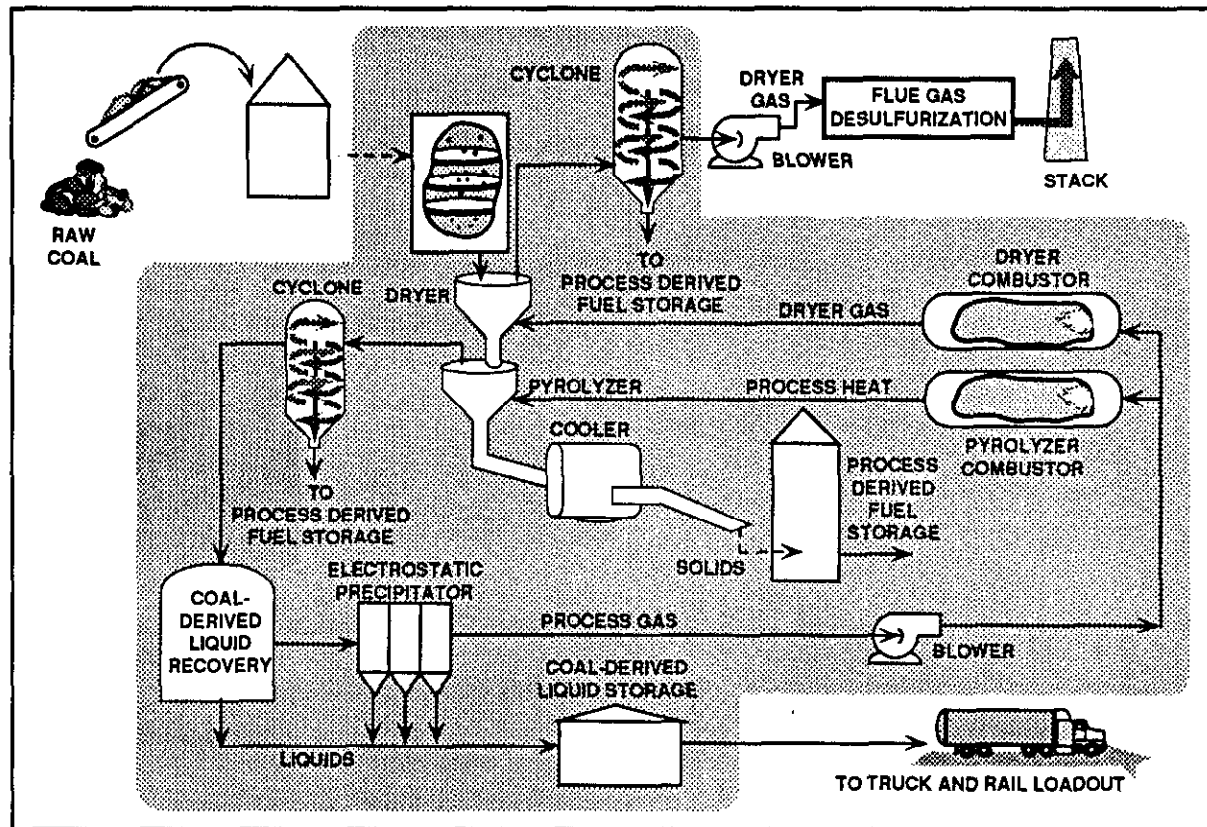 CYCLONE
DRYER
GAS
FLUE GAS
DESULFURIZATION
BLOWER
STACK
RAW
COAL
TO
PROCESS DERIVED
FUEL STORAGE
DRYER
COMBUSTOR
CYCLONE
DRYER
DRYER GAS
PYROLYZER
PROCESS HEAT
COOLER
PYROLYZER
COMBUSTOR
PROCESS
DERIVED
FUEL
STORAGE
TO
PROCESS DERIVED
FUEL STORAGE
SOLIDS
ELECTROSTATIC
PRECIPITATOR
COAL-
DERIVED
LIQUID
RECOVERY
PROCESS GAS
BLOWER
COAL-DERIVED
LIQUID STORAGE
LIQUIDS
TO TRUCK AND RAIL LOADOUT